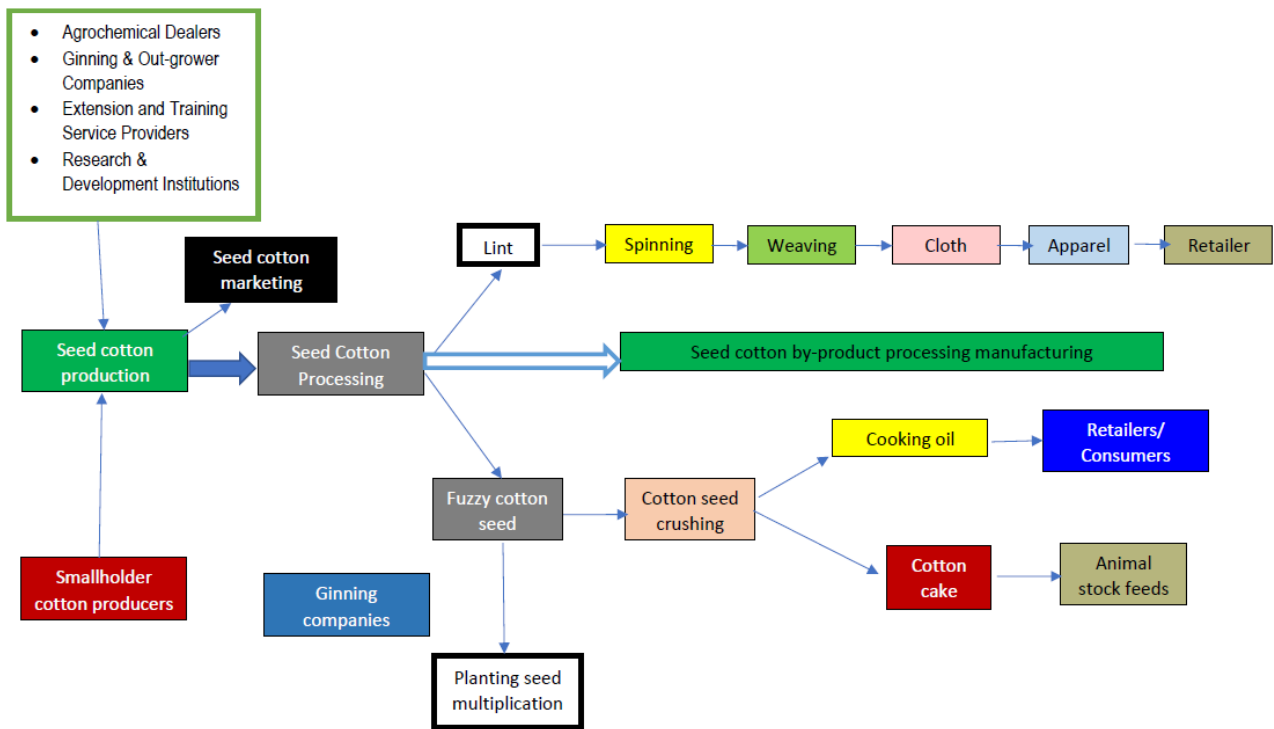 • Agrochemical Dealers
• Ginning & Out-grower
Companies
• Extension and Training
Service Providers
• Research &
Development Institutions
Seed cotton
marketing
Lint
Spinning
Weaving
Cloth
Apparel
Retailer
Seed cotton
production
Seed Cotton
Processing
Seed cotton by-product processing manufacturing
Cooking oil
Retailers/
Consumers
Fuzzy cotton
seed
Cotton seed
crushing
Smallholder
cotton producers
Ginning
companies
Cotton
cake
Animal
stock feeds
Planting seed
multiplication